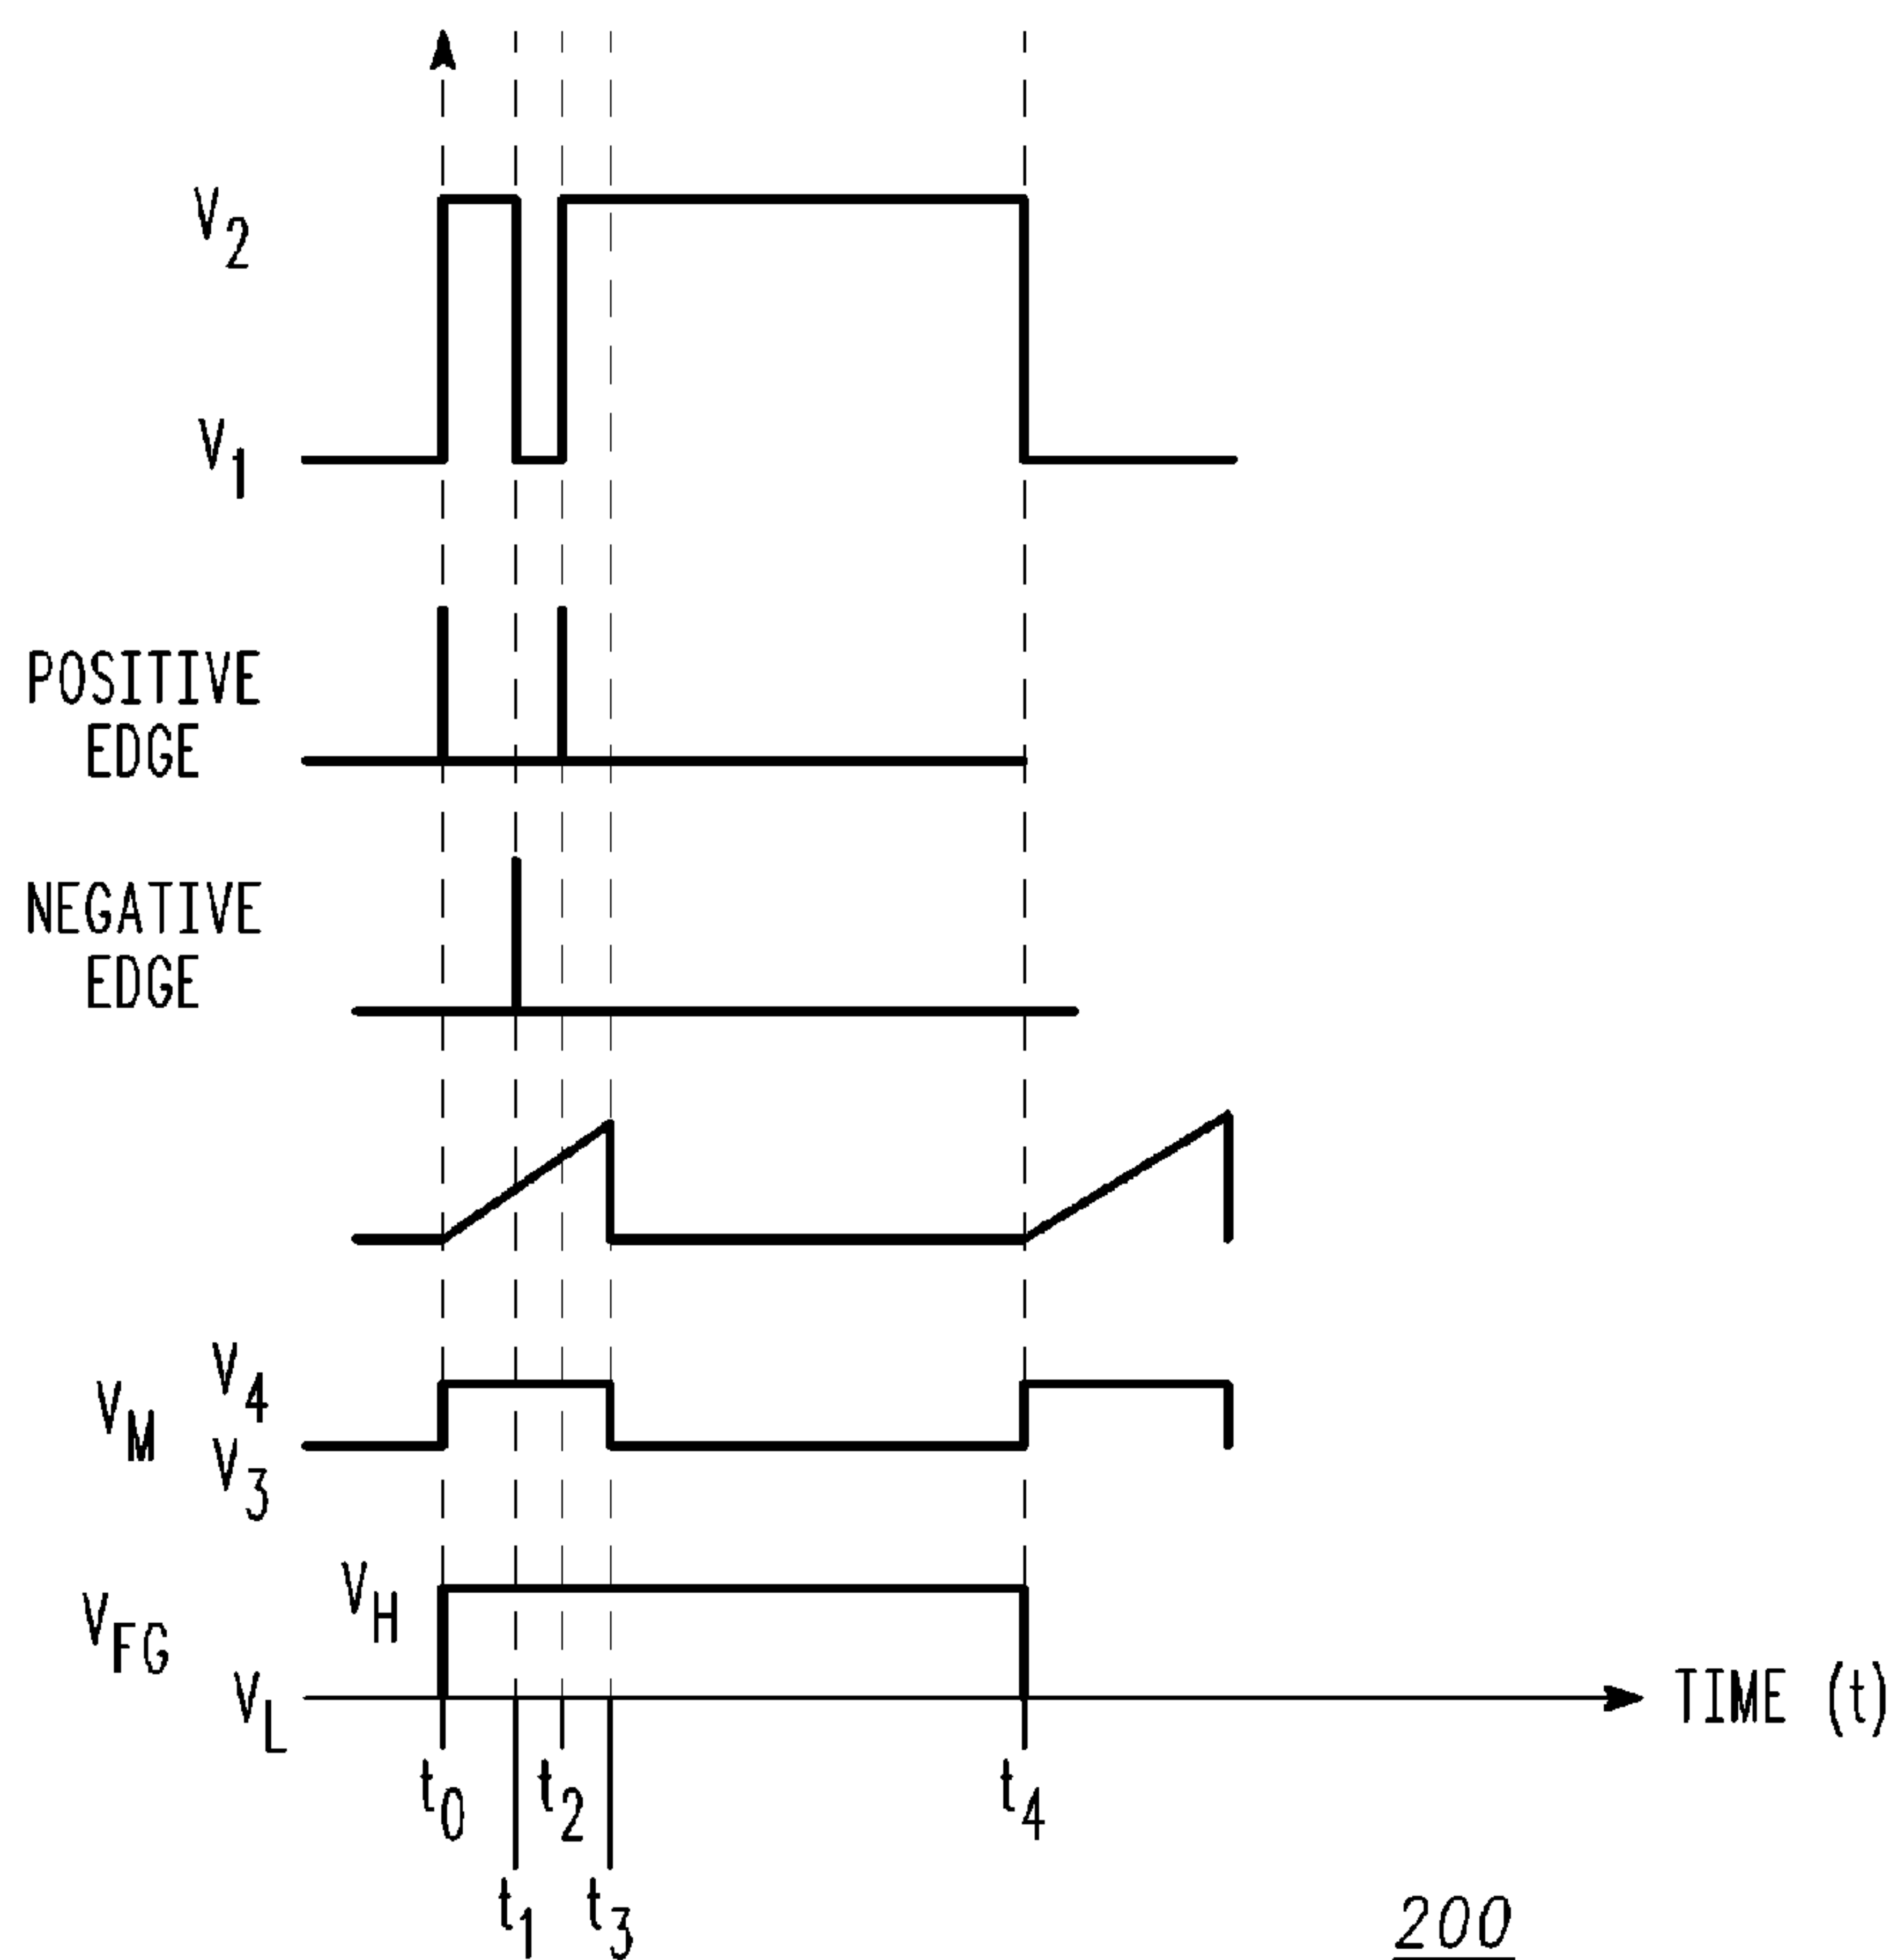 V2
V1
POSITIVE
EDGE
NEGATIVE
EDGE
VM
V4
V3
VFG
VH
VL
TIME (t)
t0
t2
t4
t1
t3
200